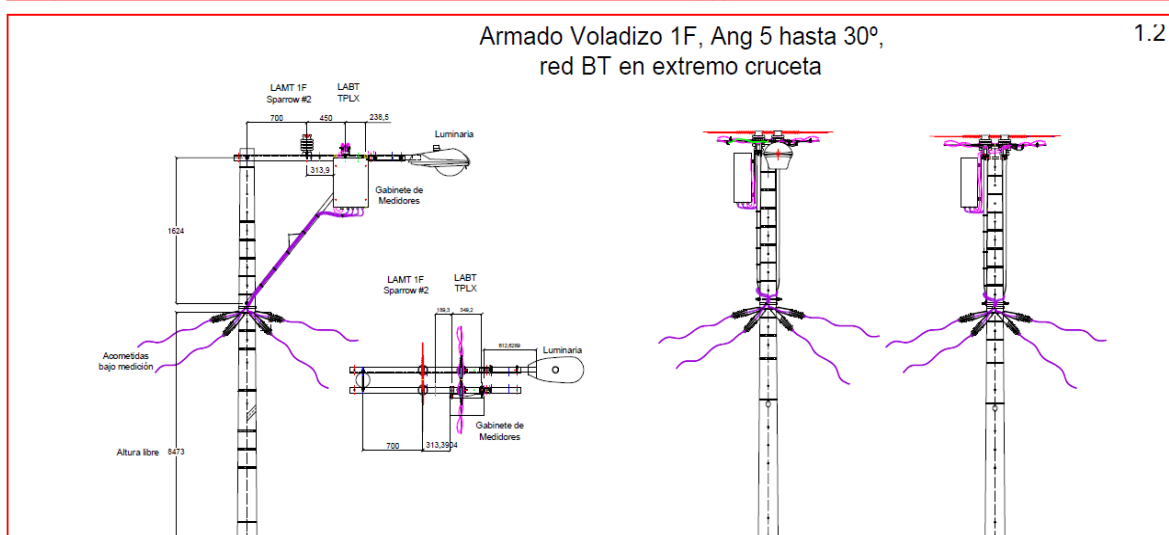 Armado Voladizo 1F, Ang 5 hasta 30º,
red BT en extremo cruceta
1.2
LAMT 1F
Sparrow #2
LABT
TPLX
700
450
238,5
Luminaria
313,9
Gabinete de
Medidores
1624
LAMT 1F
Sparrow #2
LABT
TPLX
349,2
Luminaria
Acometidas
bajo medición
Gabinete de
Medidores
700
313,3904
Altura libre
8473